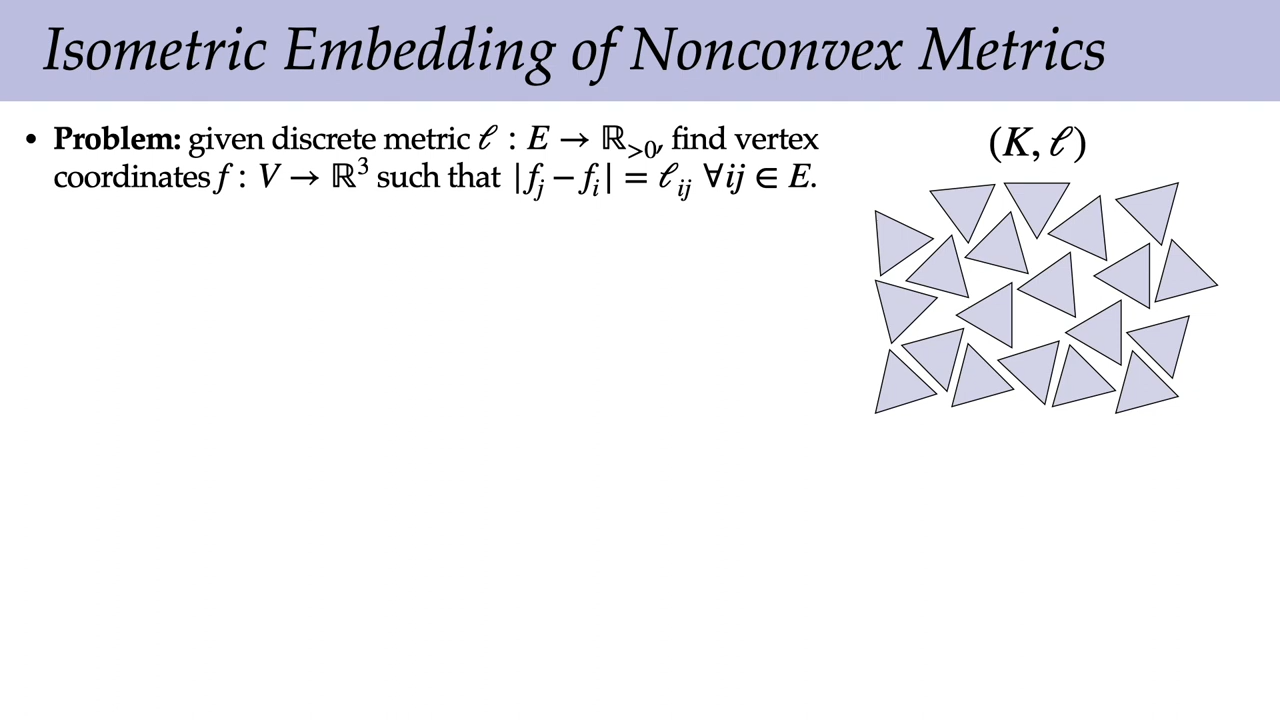 Isometric Embedding of Nonconvex Metrics
• Problem: given discrete metric ℓ : E → ℝ>0, find vertex
coordinates f : V → ℝ³ such that |fⱼ − fᵢ| = ℓᵢⱼ ∀ij ∈ E.
(K, ℓ)